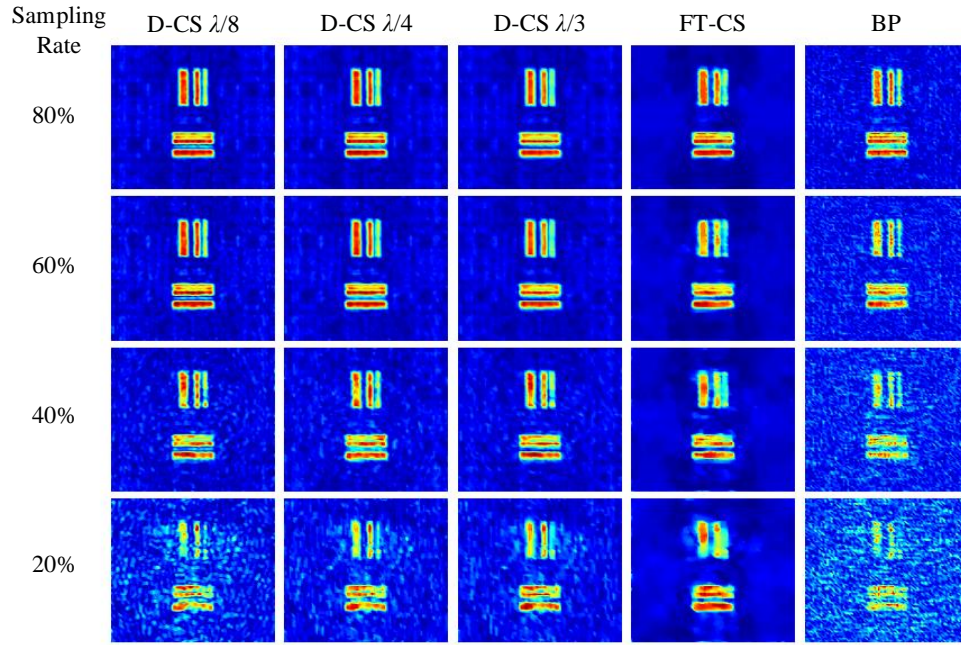 Sampling Rate
D-CS λ/8
D-CS λ/4
D-CS λ/3
FT-CS
BP
80%
60%
40%
20%